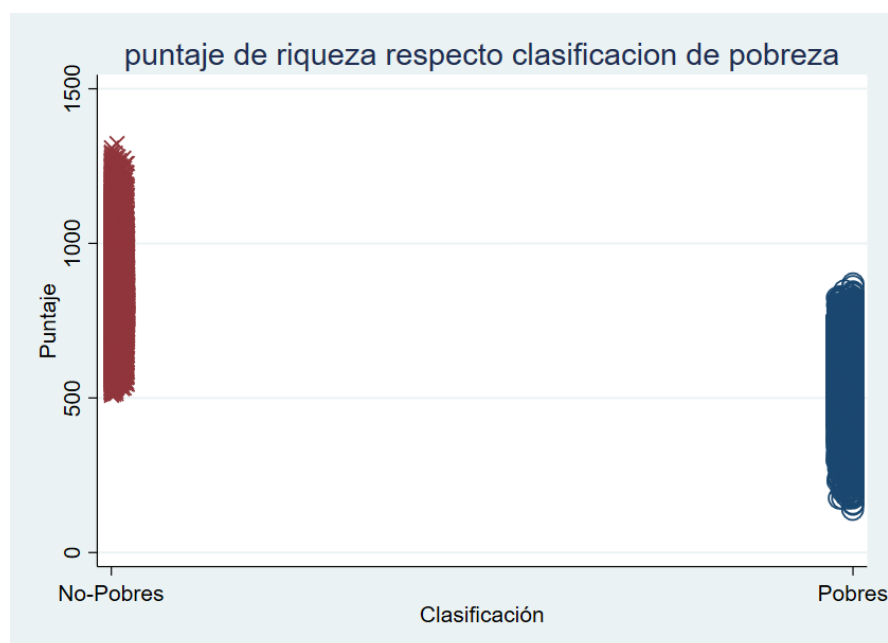 puntaje de riqueza respecto clasificacion de pobreza
1500
1000
500
0
Puntaje
No-Pobres
Pobres
Clasificación